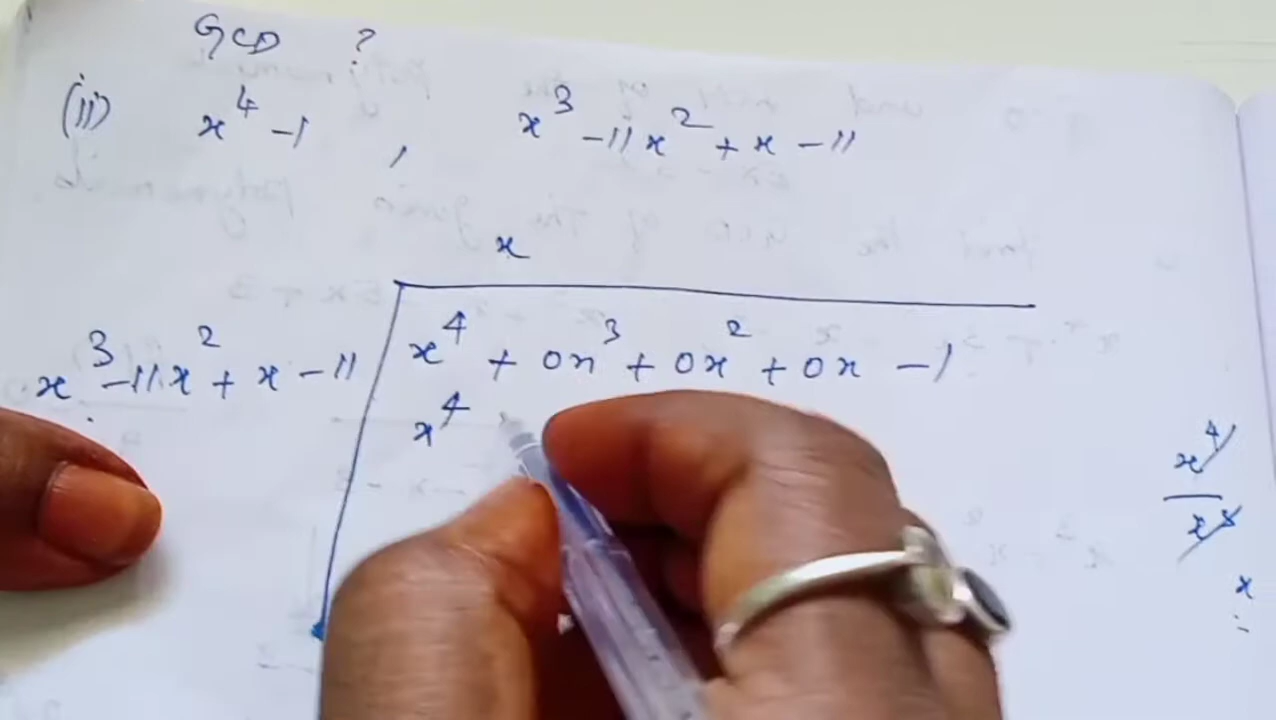 GCD ?
(ii) x⁴ - 1 , x³ - 11x² + x - 11
x
x³ - 11x² + x - 11 x⁴ + 0x³ + 0x² + 0x - 1
x⁴
x⁴
x³
x